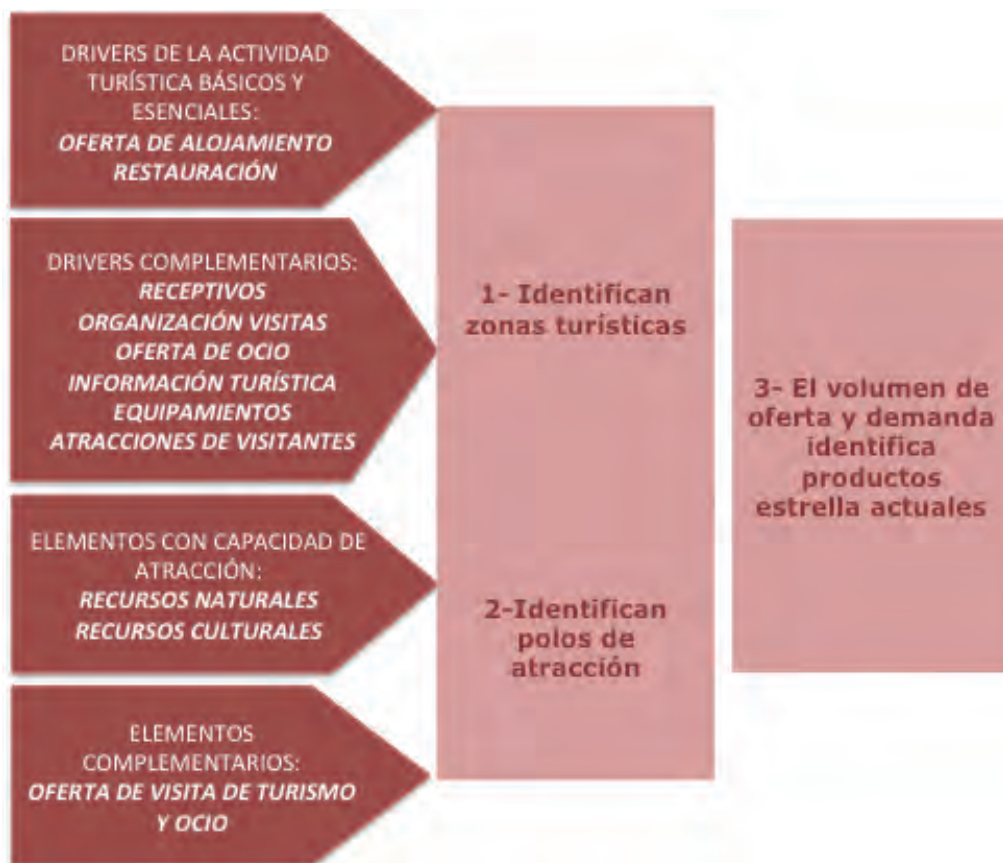 DRIVERS DE LA ACTIVIDAD
TURÍSTICA BÁSICOS Y
ESENCIALES:
OFERTA DE ALOJAMIENTO
RESTAURACIÓN
DRIVERS COMPLEMENTARIOS:
RECEPTIVOS
ORGANIZACIÓN VISITAS
OFERTA DE OCIO
INFORMACIÓN TURÍSTICA
EQUIPAMIENTOS
ATRACCIONES DE VISITANTES
ELEMENTOS CON CAPACIDAD DE
ATRACCIÓN:
RECURSOS NATURALES
RECURSOS CULTURALES
ELEMENTOS
COMPLEMENTARIOS:
OFERTA DE VISITA DE TURISMO
Y OCIO
1- Identifican
zonas turísticas
2-Identifican
polos de
atracción
3- El volumen de
oferta y demanda
identifica
productos
estrella actuales